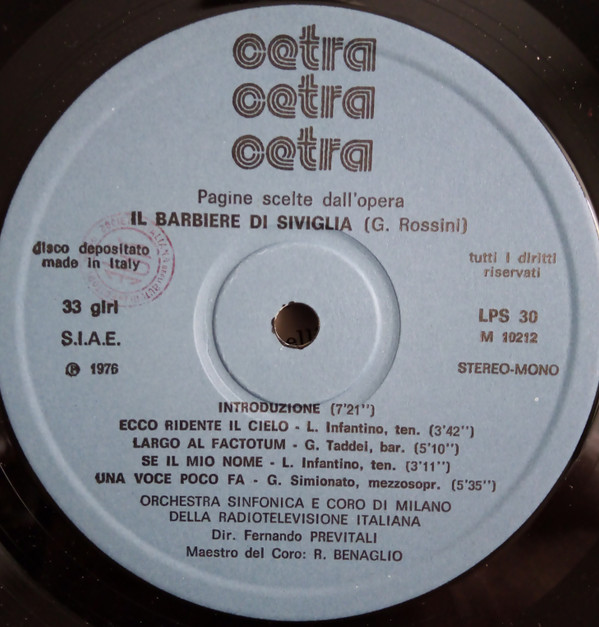 cetra
cetra
cetra
Pagine scelte dall'opera
IL BARBIERE DI SIVIGLIA (G. Rossini)
disco depositato
made in Italy
tutti i diritti
riservati
33 giri
LPS 30
M 10212
S.I.A.E.
℗ 1976
STEREO-MONO
INTRODUZIONE (7'21'')
ECCO RIDENTE IL CIELO - L. Infantino, ten. (3'42'')
LARGO AL FACTOTUM - G. Taddei, bar. (5'10'')
SE IL MIO NOME - L. Infantino, ten. (3'11'')
UNA VOCE POCO FA - G. Simionato, mezzosopr. (5'35'')
ORCHESTRA SINFONICA E CORO DI MILANO
DELLA RADIOTELEVISIONE ITALIANA
Dir. Fernando PREVITALI
Maestro del Coro: R. BENAGLIO